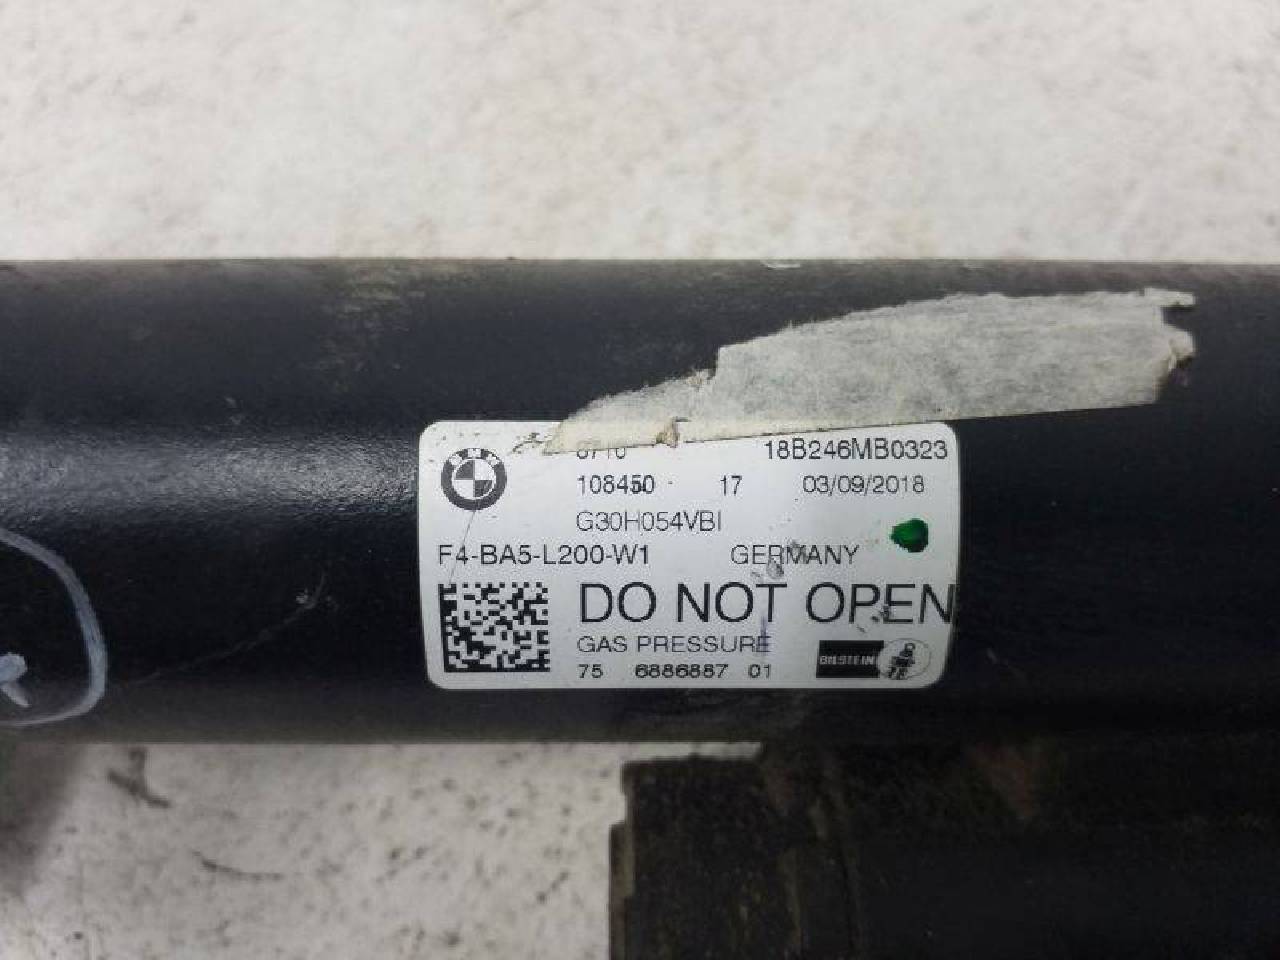 BMW
18B246MB0323
108450 17 03/09/2018
G30H054VBI
F4-BA5-L200-W1 GERMANY
DO NOT OPEN
GAS PRESSURE
75 6886887 01
BILSTEIN